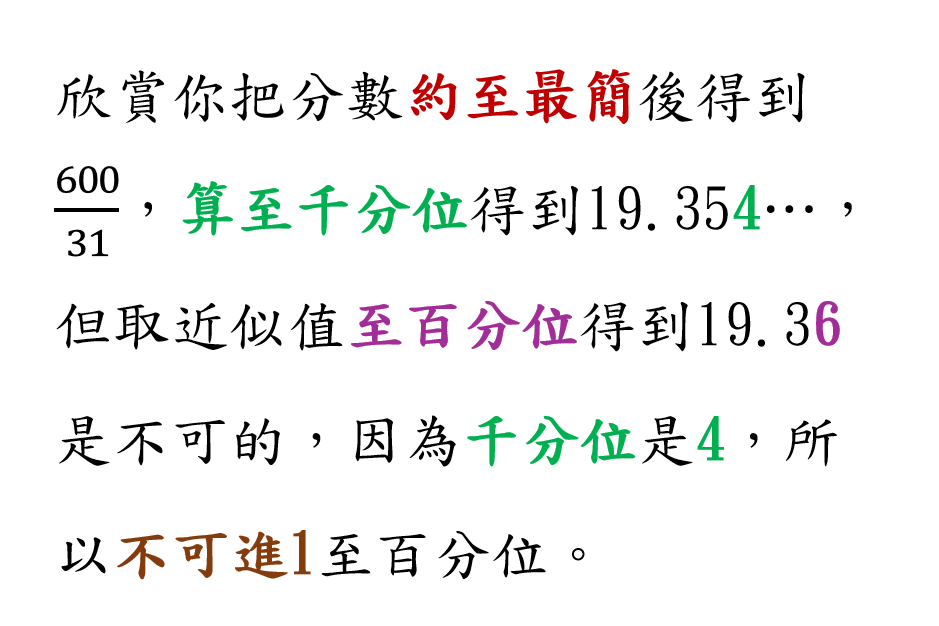 欣賞你把分數約至最簡後得到
600/31，算至千分位得到19.354…，
但取近似值至百分位得到19.36
是不可的，因為千分位是4，所
以不可進1至百分位。